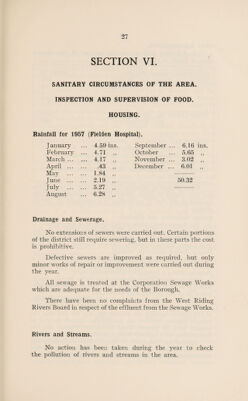 27
SECTION VI.
SANITARY CIRCUMSTANCES OF THE AREA.
INSPECTION AND SUPERVISION OF FOOD.
HOUSING.
Rainfall for 1957 (Fielden Hospital).
January ... 4.59 ins.
February ... 4.71 ,,
March ... 4.17 ,,
April ... .43 ,,
May ... 1.84 ,,
June ... 2.19 ,,
July ... 5.27 ,,
August 6.28 ,,
September ... 6.16 ins.
October ... 5.65 ,,
November ... 3.02 ,,
December ... 6.01 ,,
50.32
Drainage and Sewerage.
No extensions of sewers were carried out. Certain portions
of the district still require sewering, but in these parts the cost
is prohibitive.
Defective sewers are improved as required, but only
minor works of repair or improvement were carried out during
the year.
All sewage is treated at the Corporation Sewage Works
which are adequate for the needs of the Borough.
There have been no complaints from the West Riding
Rivers Board in respect of the effluent from the Sewage Works.
Rivers and Streams.
No action has been taken during the year to check
the pollution of rivers and streams in the area.